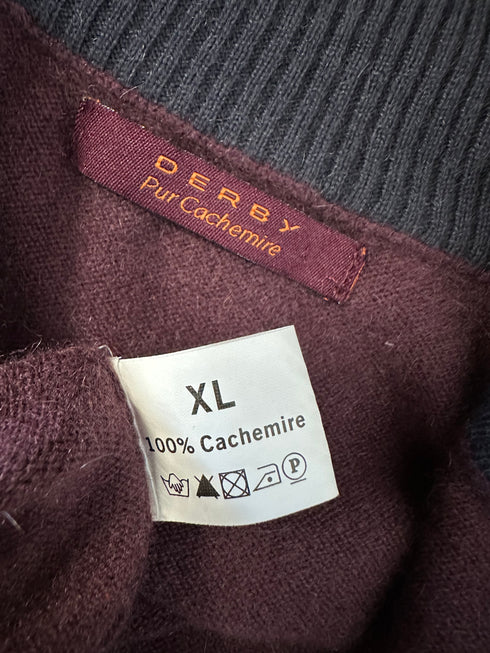 DERBY
Pur Cachemire
XL
100% Cachemire
P